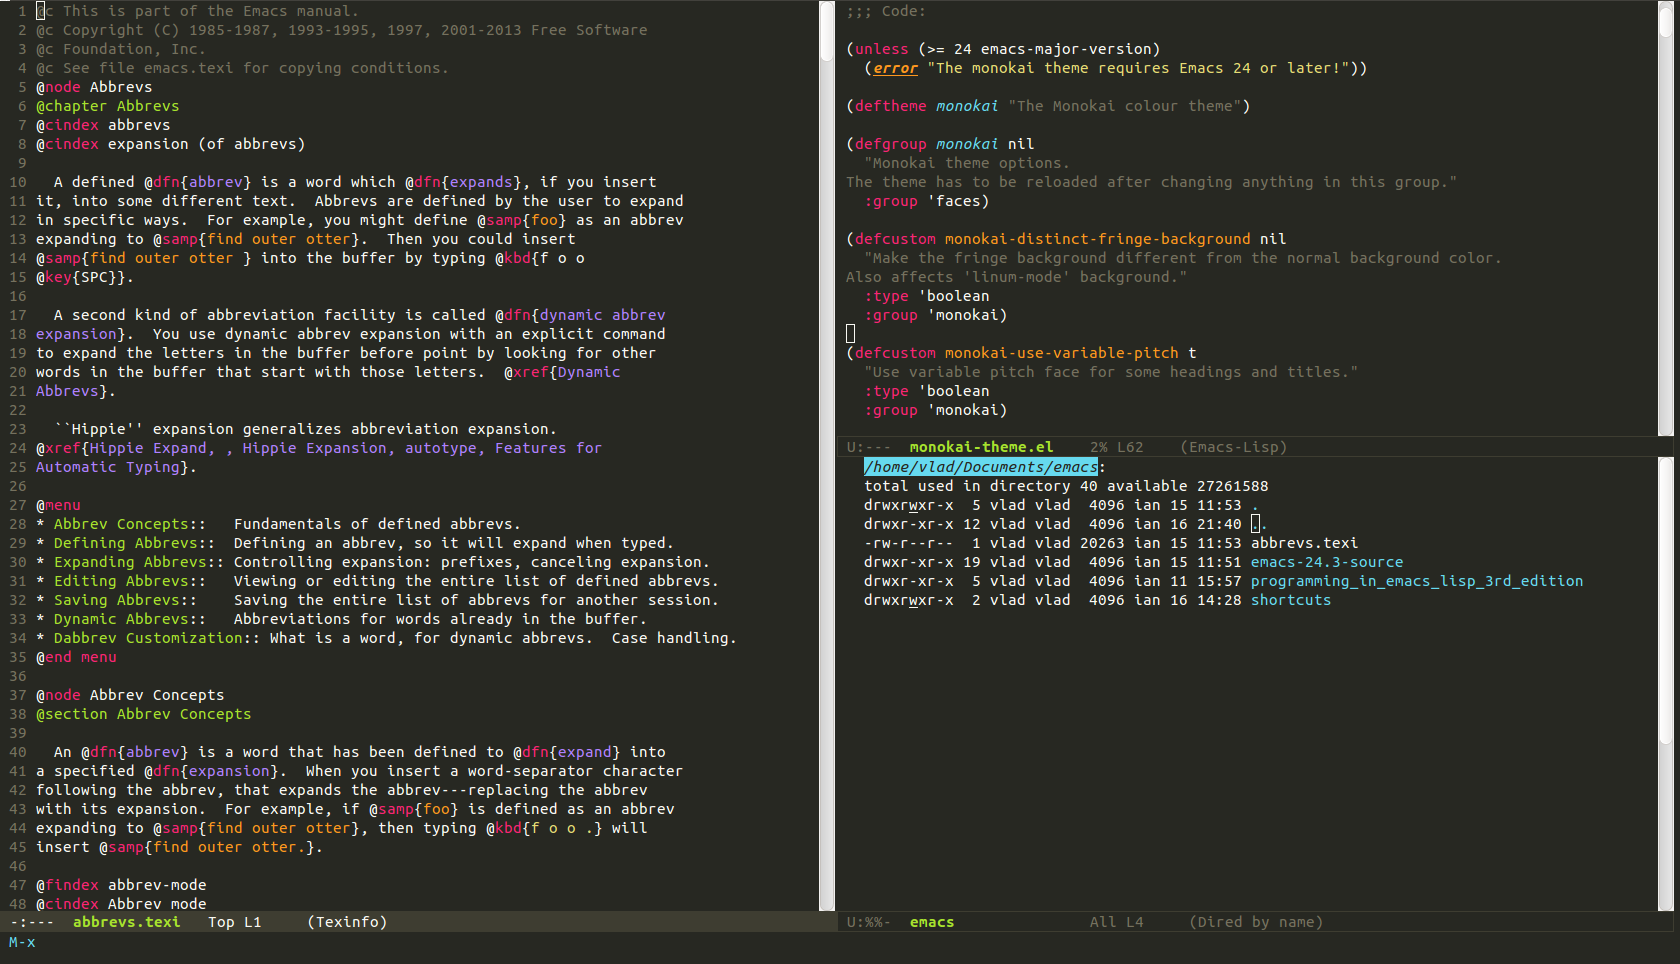 1 @c This is part of the Emacs manual.
2 @c Copyright (C) 1985-1987, 1993-1995, 1997, 2001-2013 Free Software
3 @c Foundation, Inc.
4 @c See file emacs.texi for copying conditions.
5 @node Abbrevs
6 @chapter Abbrevs
7 @cindex abbrevs
8 @cindex expansion (of abbrevs)
9
10   A defined @dfn{abbrev} is a word which @dfn{expands}, if you insert
11 it, into some different text.  Abbrevs are defined by the user to expand
12 in specific ways.  For example, you might define @samp{foo} as an abbrev
13 expanding to @samp{find outer otter}.  Then you could insert
14 @samp{find outer otter } into the buffer by typing @kbd{f o o
15 @key{SPC}}.
16
17   A second kind of abbreviation facility is called @dfn{dynamic abbrev
18 expansion}.  You use dynamic abbrev expansion with an explicit command
19 to expand the letters in the buffer before point by looking for other
20 words in the buffer that start with those letters.  @xref{Dynamic
21 Abbrevs}.
22
23   ``Hippie'' expansion generalizes abbreviation expansion.
24 @xref{Hippie Expand, , Hippie Expansion, autotype, Features for
25 Automatic Typing}.
26
27 @menu
28 * Abbrev Concepts::   Fundamentals of defined abbrevs.
29 * Defining Abbrevs::  Defining an abbrev, so it will expand when typed.
30 * Expanding Abbrevs:: Controlling expansion: prefixes, canceling expansion.
31 * Editing Abbrevs::   Viewing or editing the entire list of defined abbrevs.
32 * Saving Abbrevs::    Saving the entire list of abbrevs for another session.
33 * Dynamic Abbrevs::   Abbreviations for words already in the buffer.
34 * Dabbrev Customization:: What is a word, for dynamic abbrevs.  Case handling.
35 @end menu
36
37 @node Abbrev Concepts
38 @section Abbrev Concepts
39
40   An @dfn{abbrev} is a word that has been defined to @dfn{expand} into
41 a specified @dfn{expansion}.  When you insert a word-separator character
42 following the abbrev, that expands the abbrev---replacing the abbrev
43 with its expansion.  For example, if @samp{foo} is defined as an abbrev
44 expanding to @samp{find outer otter}, then typing @kbd{f o o .} will
45 insert @samp{find outer otter.}.
46
47 @findex abbrev-mode
48 @cindex Abbrev mode
-:---  abbrevs.texi   Top L1     (Texinfo)
M-x
;;; Code:
(unless (>= 24 emacs-major-version)
  (error "The monokai theme requires Emacs 24 or later!"))
(deftheme monokai "The Monokai colour theme")
(defgroup monokai nil
  "Monokai theme options.
The theme has to be reloaded after changing anything in this group."
  :group 'faces)
(defcustom monokai-distinct-fringe-background nil
  "Make the fringe background different from the normal background color.
Also affects 'linum-mode' background."
  :type 'boolean
  :group 'monokai)
(defcustom monokai-use-variable-pitch t
  "Use variable pitch face for some headings and titles."
  :type 'boolean
  :group 'monokai)
U:---  monokai-theme.el    2% L62    (Emacs-Lisp)
/home/vlad/Documents/emacs:
total used in directory 40 available 27261588
drwxrwxr-x  5 vlad vlad  4096 ian 15 11:53 .
drwxr-xr-x 12 vlad vlad  4096 ian 16 21:40 ..
-rw-r--r--  1 vlad vlad 20263 ian 15 11:53 abbrevs.texi
drwxr-xr-x 19 vlad vlad  4096 ian 15 11:51 emacs-24.3-source
drwxr-xr-x  5 vlad vlad  4096 ian 11 15:57 programming_in_emacs_lisp_3rd_edition
drwxrwxr-x  2 vlad vlad  4096 ian 16 14:28 shortcuts
U:%%-  emacs               All L4     (Dired by name)